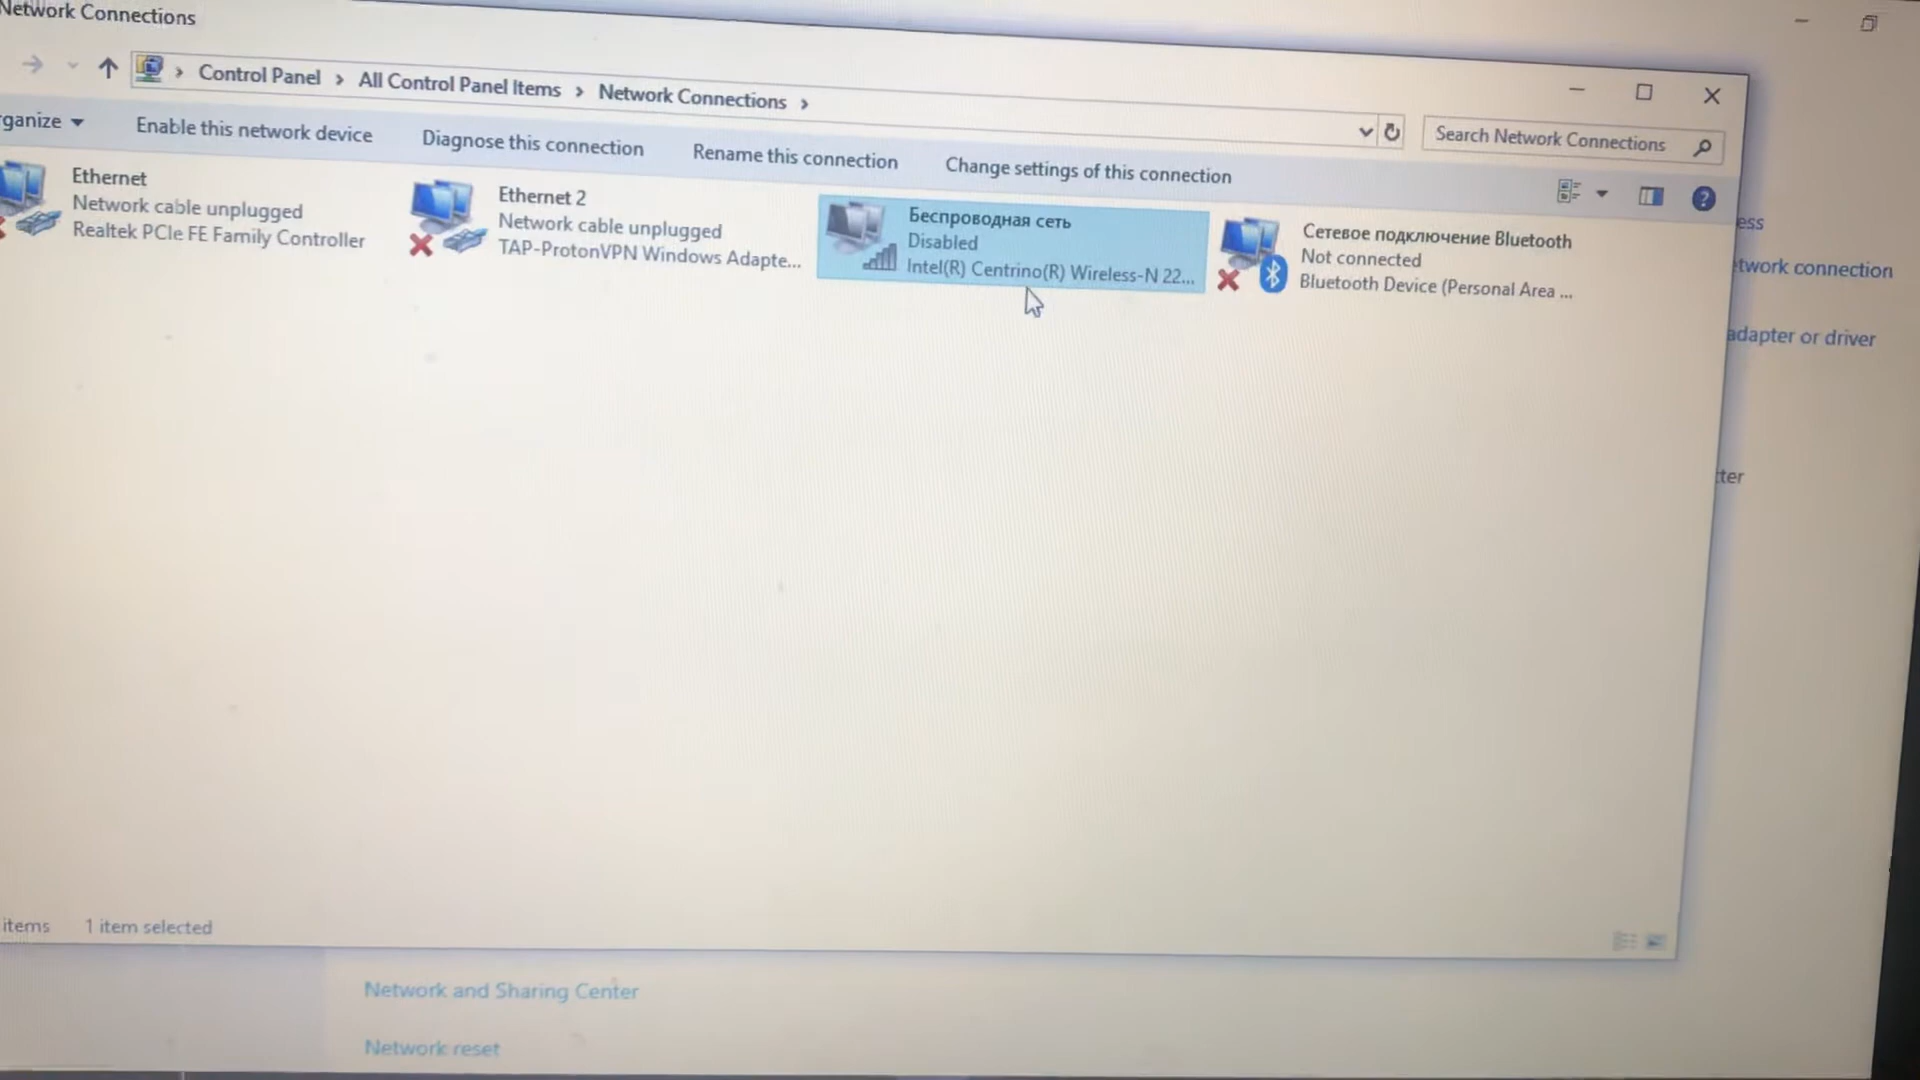 Network Connections
Control Panel > All Control Panel Items > Network Connections >
Search Network Connections
ganize
Enable this network device
Diagnose this connection
Rename this connection
Change settings of this connection
Ethernet
Network cable unplugged
Realtek PCIe FE Family Controller
Ethernet 2
Network cable unplugged
TAP-ProtonVPN Windows Adapte...
Беспроводная сеть
Disabled
Intel(R) Centrino(R) Wireless-N 22...
Сетевое подключение Bluetooth
Not connected
Bluetooth Device (Personal Area ...
ess
twork connection
adapter or driver
ter
items
1 item selected
Network and Sharing Center
Network reset